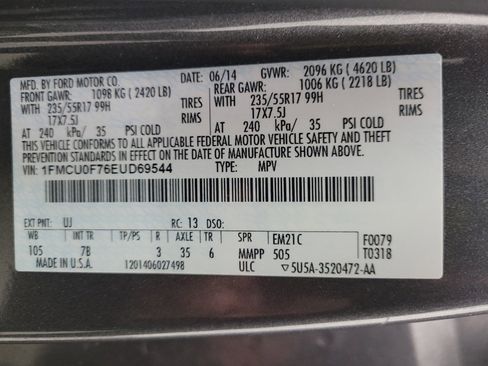 MFD. BY FORD MOTOR CO. DATE: 06/14 GVWR: 2096 KG ( 4620 LB)
FRONT GAWR: 1098 KG ( 2420 LB) REAR GAWR: 1006 KG ( 2218 LB)
WITH 235/55R17 99H TIRES WITH 235/55R17 99H TIRES
17X7.5J RIMS 17X7.5J RIMS
AT 240 kPa/ 35 PSI COLD AT 240 kPa/ 35 PSI COLD
THIS VEHICLE CONFORMS TO ALL APPLICABLE FEDERAL MOTOR VEHICLE SAFETY AND THEFT
PREVENTION STANDARDS IN EFFECT ON THE DATE OF MANUFACTURE SHOWN ABOVE.
VIN: 1FMCU0F76EUD69544 TYPE: MPV
EXT PNT: UJ RC: 13 DSO:
WB TP/PS R AXLE TR SPR EM21C F0079
105 7B 3 35 6 MMPP 505 T0318
MADE IN U.S.A. 1201406027498 ULC ▽5U5A-3520472-AA